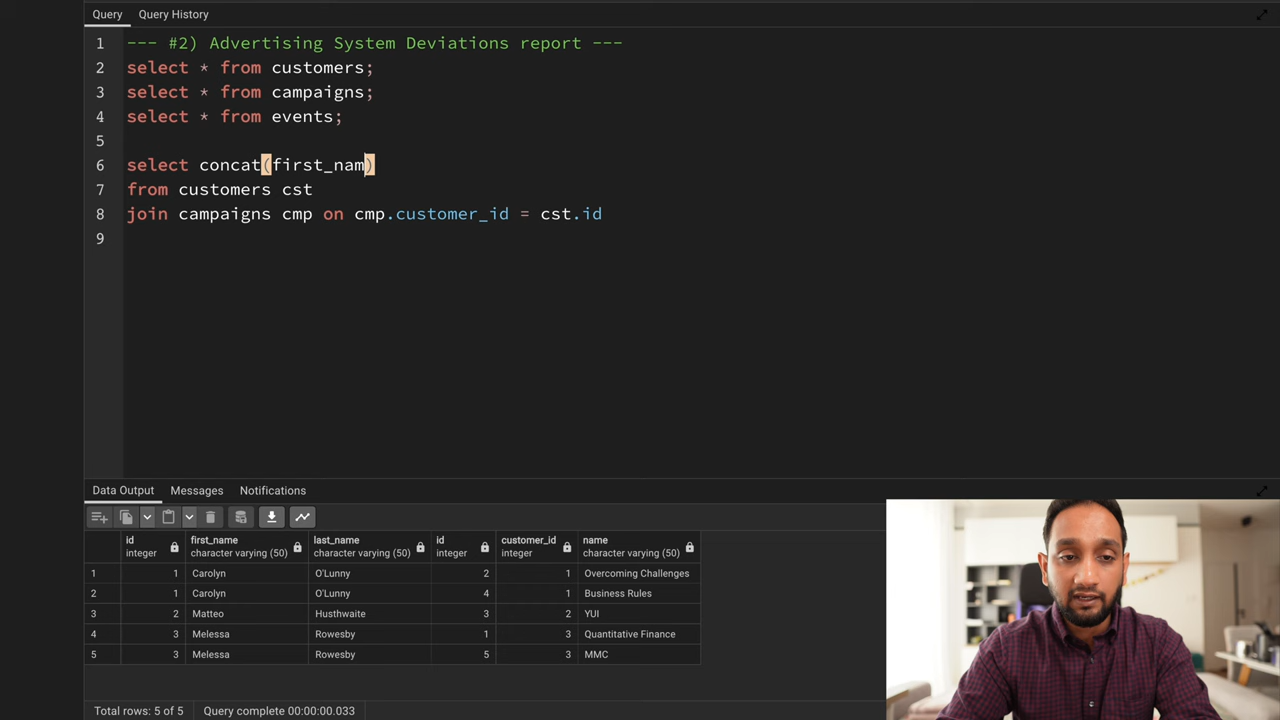 Query Query History
1 --- #2) Advertising System Deviations report ---
2 select * from customers;
3 select * from campaigns;
4 select * from events;
5
6 select concat(first_nam)
7 from customers cst
8 join campaigns cmp on cmp.customer_id = cst.id
9
Data Output Messages Notifications
id first_name last_name id customer_id name
integer character varying (50) character varying (50) integer integer character varying (50)
1 1 Carolyn O'Lunny 2 1 Overcoming Challenges
2 1 Carolyn O'Lunny 4 1 Business Rules
3 2 Matteo Husthwaite 3 2 YUI
4 3 Melessa Rowesby 1 3 Quantitative Finance
5 3 Melessa Rowesby 5 3 MMC
Total rows: 5 of 5 Query complete 00:00:00.033